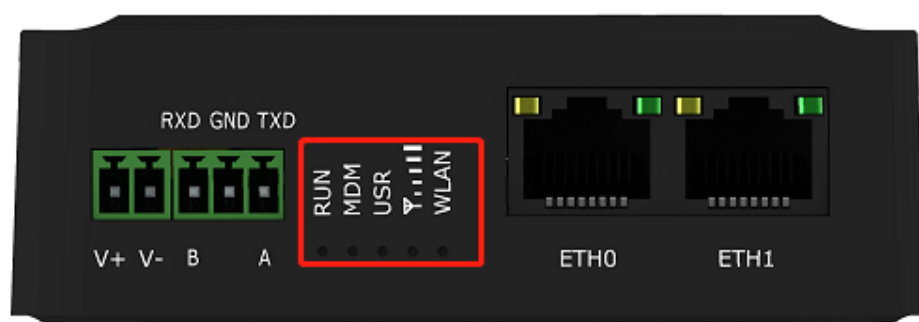 RXD GND TXD
RUN
MDM
USR
WLAN
V+ V- B A
ETH0
ETH1